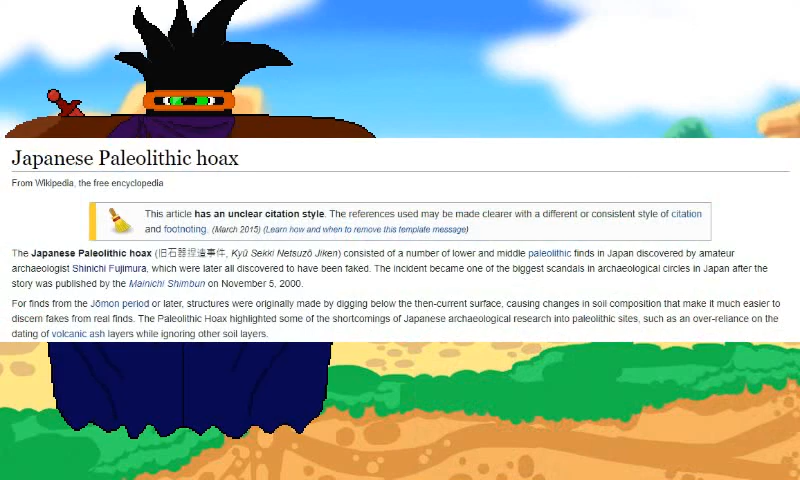 Japanese Paleolithic hoax
From Wikipedia, the free encyclopedia
This article has an unclear citation style. The references used may be made clearer with a different or consistent style of citation
and footnoting. (March 2015) (Learn how and when to remove this template message)
The Japanese Paleolithic hoax (旧石器捏造事件, Kyū Sekki Netsuzō Jiken) consisted of a number of lower and middle paleolithic finds in Japan discovered by amateur
archaeologist Shinichi Fujimura, which were later all discovered to have been faked. The incident became one of the biggest scandals in archaeological circles in Japan after the
story was published by the Mainichi Shimbun on November 5, 2000.
For finds from the Jōmon period or later, structures were originally made by digging below the then-current surface, causing changes in soil composition that make it much easier to
discern fakes from real finds. The Paleolithic Hoax highlighted some of the shortcomings of Japanese archaeological research into paleolithic sites, such as an over-reliance on the
dating of volcanic ash layers while ignoring other soil layers.